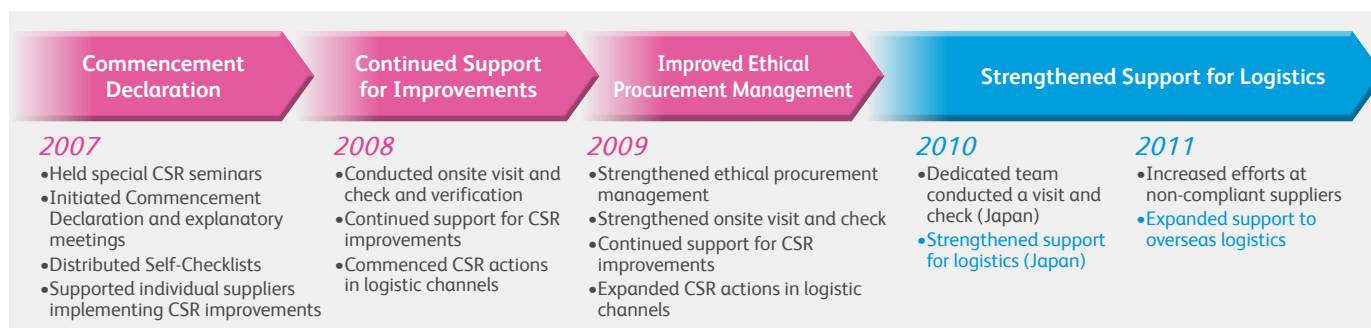 Commencement
Declaration
Continued Support
for Improvements
Improved Ethical
Procurement Management
Strengthened Support for Logistics
2007
•Held special CSR seminars
•Initiated Commencement
Declaration and explanatory
meetings
•Distributed Self-Checklists
•Supported individual suppliers
implementing CSR improvements
2008
•Conducted onsite visit and
check and verification
•Continued support for CSR
improvements
•Commenced CSR actions
in logistic channels
2009
•Strengthened ethical procurement
management
•Strengthened onsite visit and check
•Continued support for CSR
improvements
•Expanded CSR actions in logistic
channels
2010
•Dedicated team
conducted a visit and
check (Japan)
•Strengthened support
for logistics (Japan)
2011
•Increased efforts at
non-compliant suppliers
•Expanded support to
overseas logistics